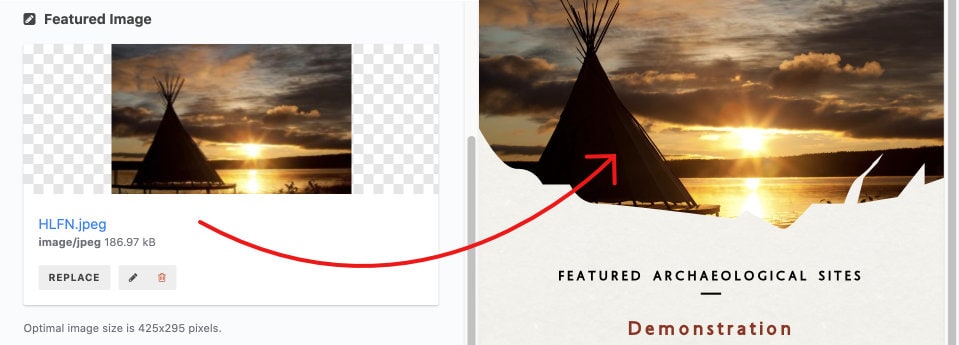 Featured Image
HLFN.jpeg
image/jpeg 186.97 kB
REPLACE
Optimal image size is 425x295 pixels.
FEATURED ARCHAEOLOGICAL SITES
Demonstration